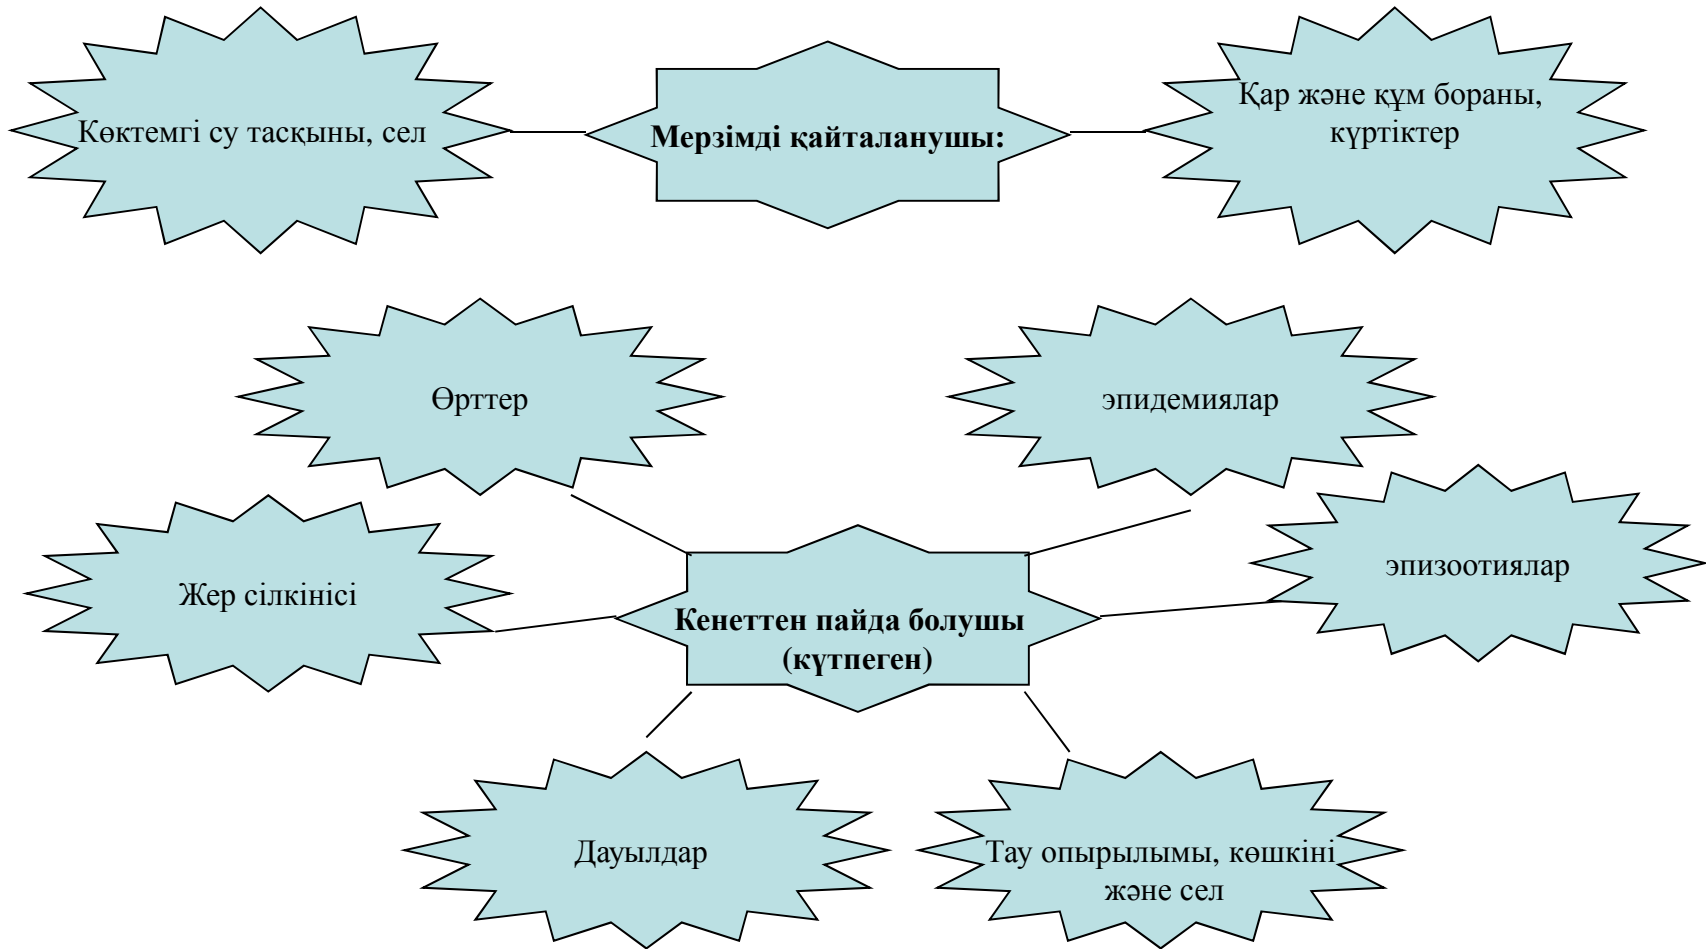 Көктемгі су тасқыны, сел
Мерзімді қайталанушы:
Қар және құм бораны,
күртіктер
Өрттер
эпидемиялар
Жер сілкінісі
эпизоотиялар
Кенеттен пайда болушы
(күтпеген)
Дауылдар
Тау опырылымы, көшкіні
және сел